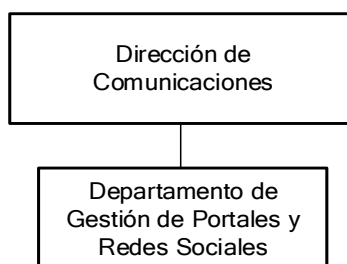 Dirección de
Comunicaciones
Departamento de
Gestión de Portales y
Redes Sociales